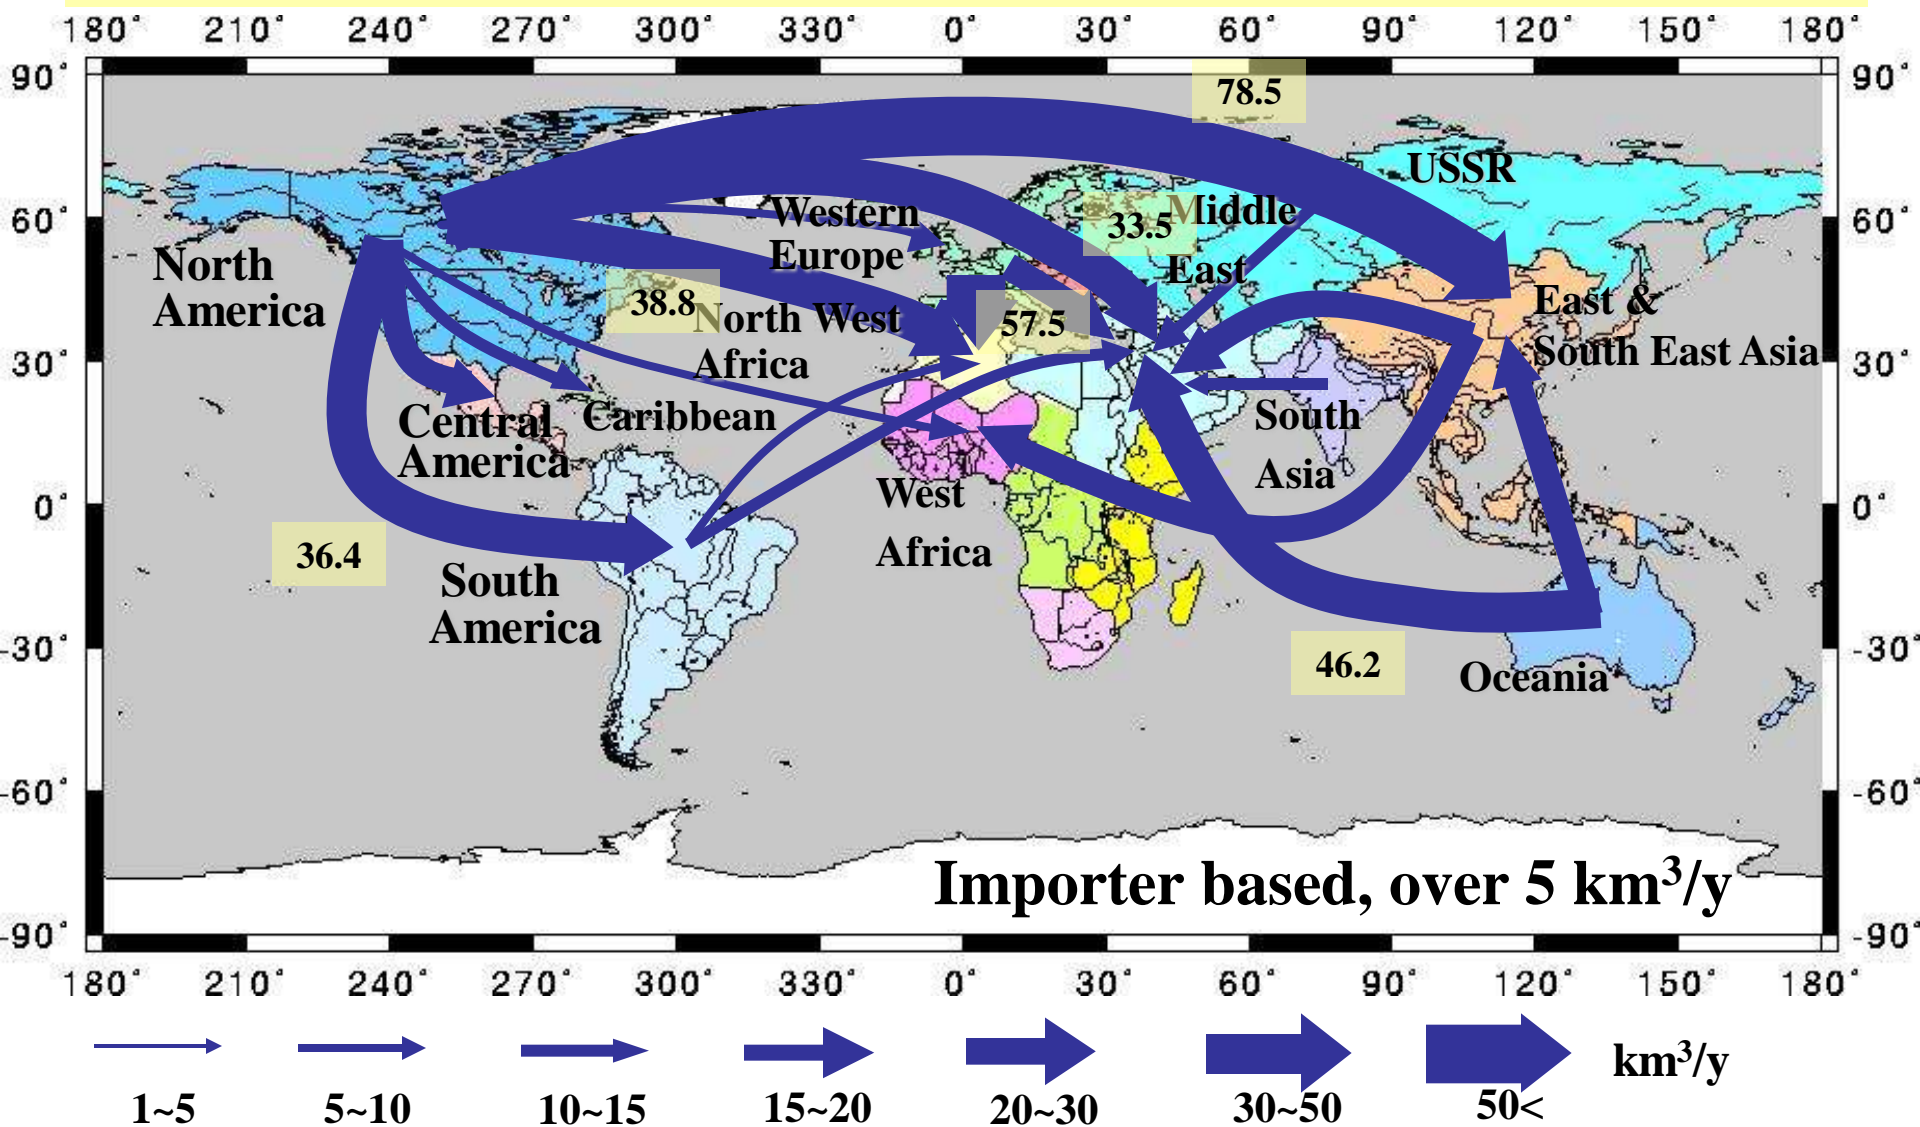 180° 210° 240° 270° 300° 330° 0° 30° 60° 90° 120° 150° 180°
90° 90°
78.5
USSR
60° 60°
Western
Europe
33.5
Middle
East
North
America
38.8
North West
Africa
57.5
East &
South East Asia
30° 30°
Central
America
Caribbean
South
Asia
West
Africa
0° 0°
36.4
South
America
-30° -30°
46.2
Oceania
-60° -60°
Importer based, over 5 km³/y
-90° -90°
180° 210° 240° 270° 300° 330° 0° 30° 60° 90° 120° 150° 180°
km³/y
1~5 5~10 10~15 15~20 20~30 30~50 50<